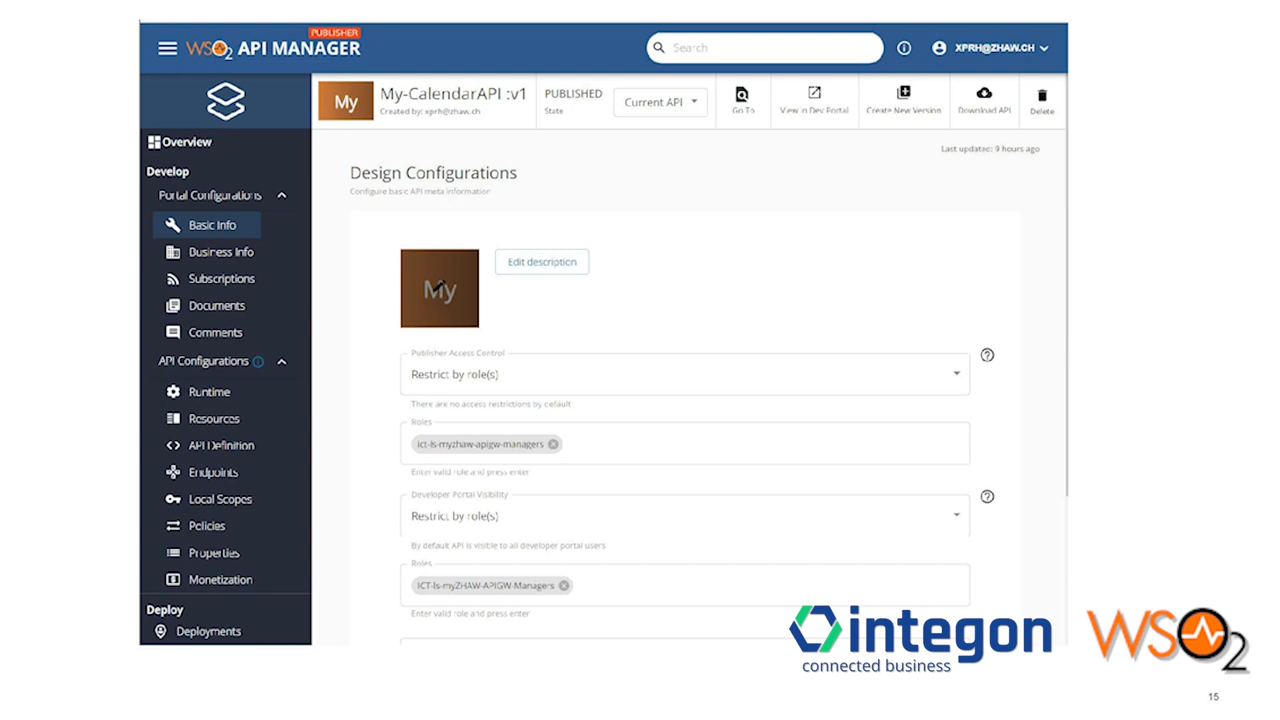 PUBLISHER
WSO2 API MANAGER
Search
XPRH@ZHAW.CH
My
My-CalendarAPI :v1
Created by: xprh@zhaw.ch
PUBLISHED
State
Current API
Go To
View in Dev Portal
Create New Version
Download API
Delete
Overview
Develop
Portal Configurations
Basic Info
Business Info
Subscriptions
Documents
Comments
API Configurations
Runtime
Resources
API Definition
Endpoints
Local Scopes
Policies
Properties
Monetization
Deploy
Deployments
Last updated: 9 hours ago
Design Configurations
Configure basic API meta information
My
Edit description
Publisher Access Control
Restrict by role(s)
There are no access restrictions by default
Roles
ict-ls-myzhaw-apigw-managers
Enter valid role and press enter
Developer Portal Visibility
Restrict by role(s)
By default API is visible to all developer portal users
Roles
ICT-ls-myZHAW-APIGW-Managers
Enter valid role and press enter
integon
connected business
WSO2
15